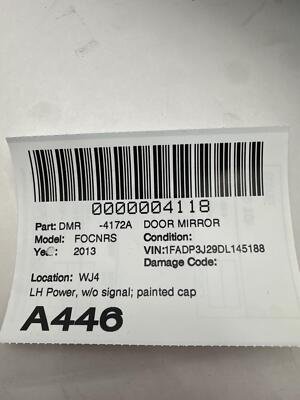 0000004118
Part: DMR -4172A DOOR MIRROR
Model: FOCNRS Condition:
Year: 2013 VIN:1FADP3J29DL145188
Damage Code:
Location: WJ4
LH Power, w/o signal; painted cap
A446